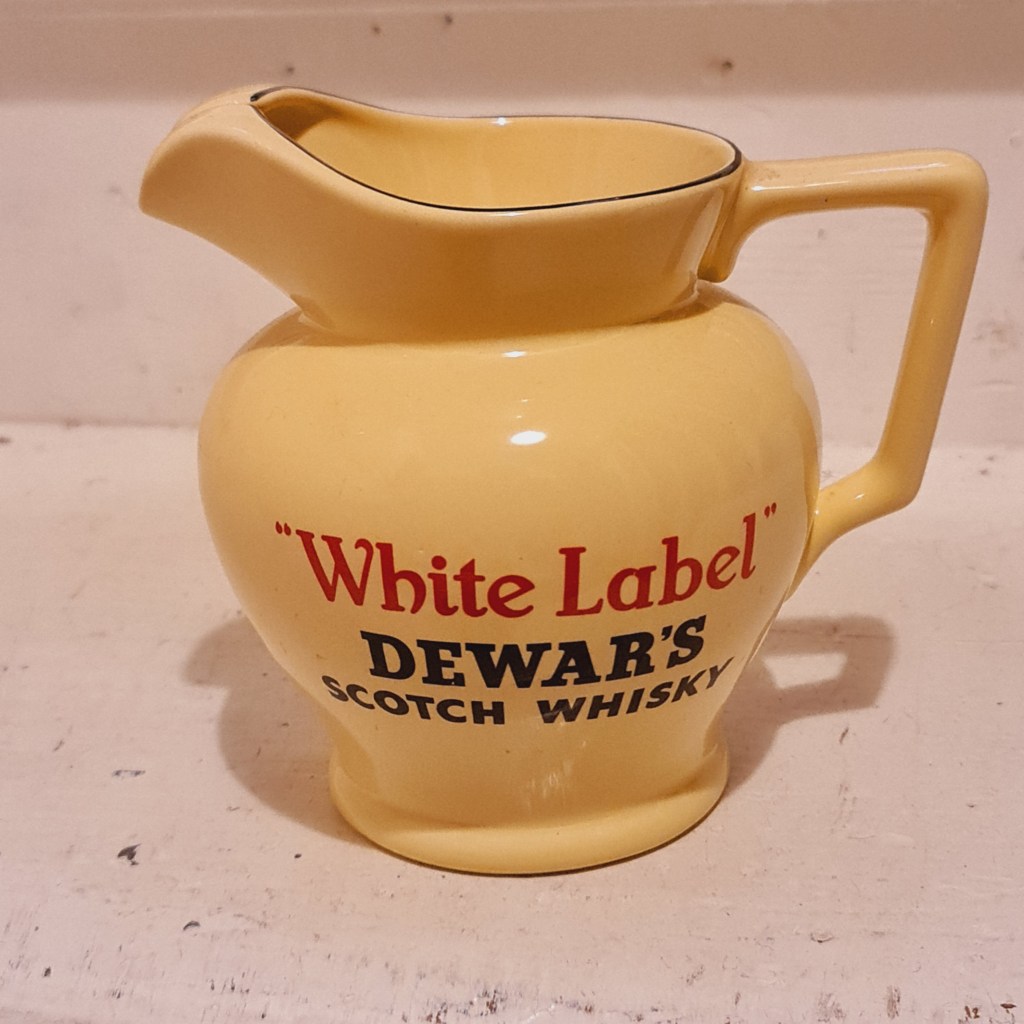 "White Label"
DEWAR'S
SCOTCH WHISKY